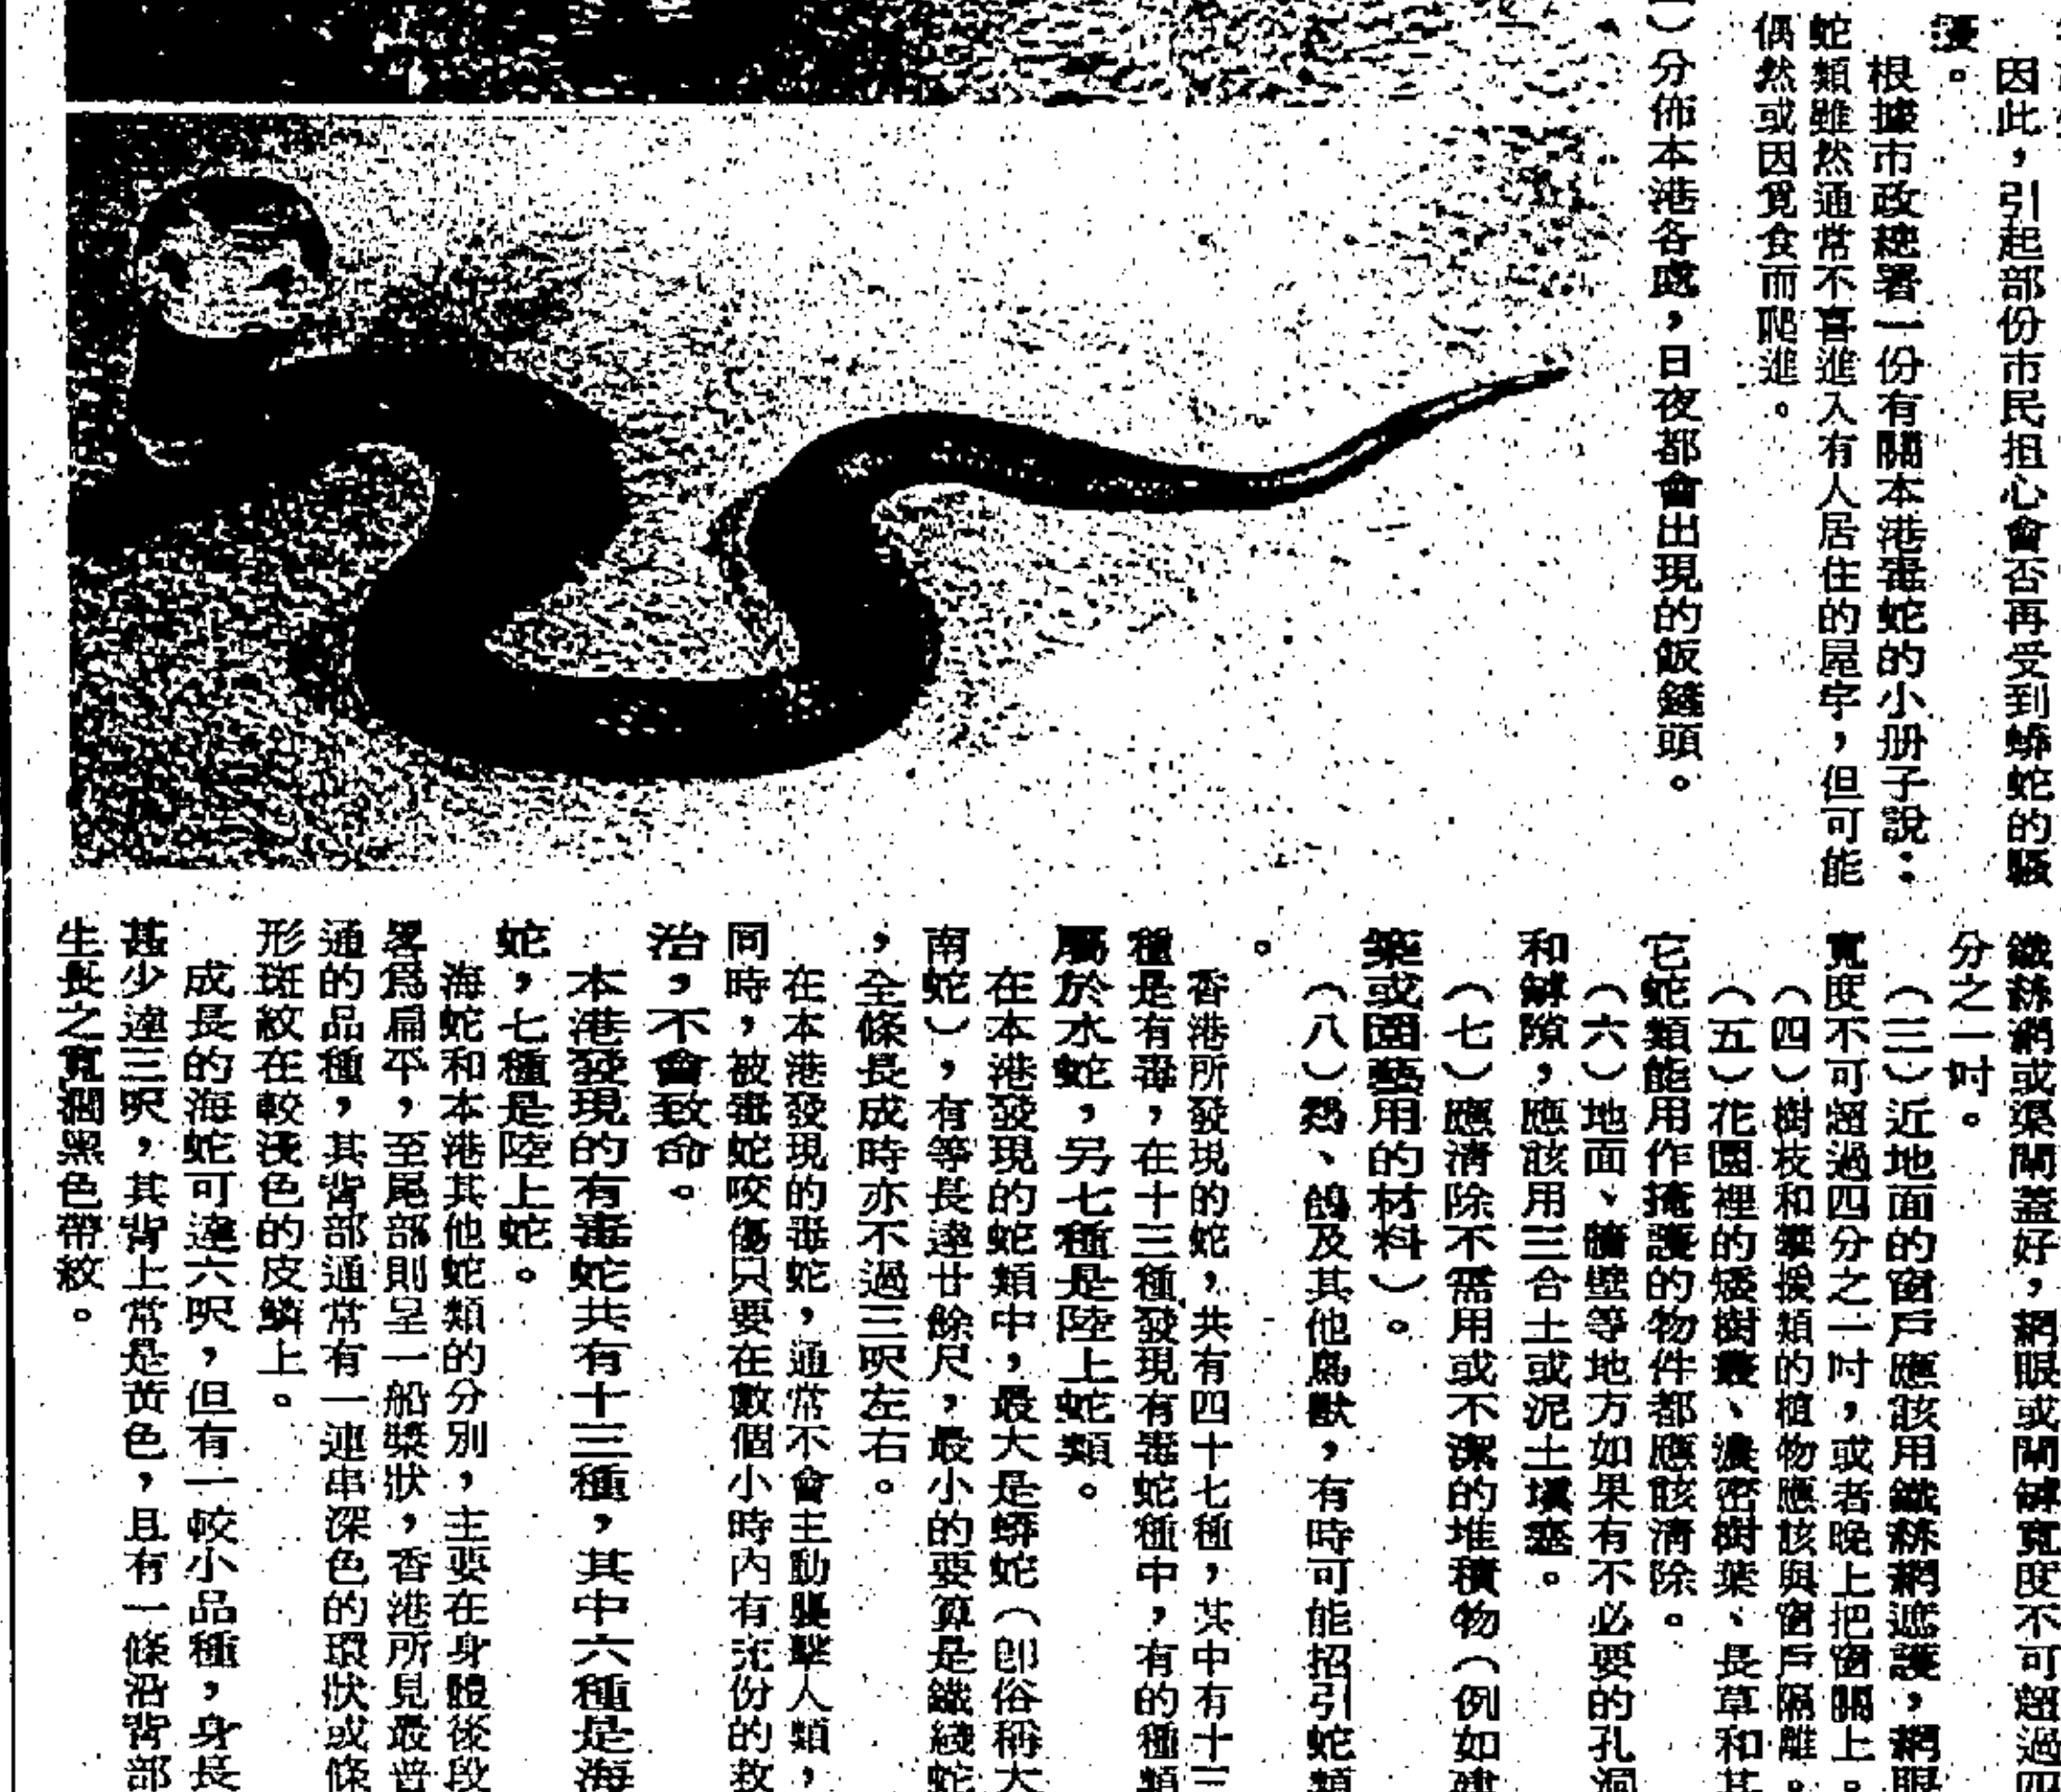 因此，引起部份市民担心會否再受到蟒蛇的騷
擾。
根據市政總署一份有關本港毒蛇的小册子說：
蛇類雖然通常不喜進入有人居住的屋宇，但可能
偶然或因覓食而爬進。
）分佈本港各處，日夜都會出現的飯鏟頭。
鐵絲網或渠閘蓋好，網眼或閘罅寬度不可超過四
分之一吋。
（三）近地面的窗戶應該用鐵絲網遮護，網眼
寬度不可超過四分之一吋，或者晚上把窗關上。
（四）樹枝和攀援類的植物應該與窗戶隔離。
（五）花園裡的矮樹叢、濃密樹葉、長草和其
它蛇類能用作掩護的物件都應該清除。
（六）地面、牆壁等地方如果有不必要的孔洞
和罅隙，應該用三合土或泥土塡塞。
（七）應清除不需用或不潔的堆積物（例如建
築或園藝用的材料）。
（八）鷄、鴿及其他鳥獸，有時可能招引蛇類
。
香港所發現的蛇，共有四十七種，其中有十三
種是有毒，在十三種發現有毒蛇種中，有的種類
屬於水蛇，另七種是陸上蛇類。
在本港發現的蛇類中，最大是蟒蛇（卽俗稱大
南蛇），有等長達廿餘尺，最小的要算是鐵綫蛇
，全條長成時亦不過三呎左右。
在本港發現的毒蛇，通常不會主動襲擊人類，
同時，被毒蛇咬傷只要在數個小時內有充份的救
治，不會致命。
本港發現的有毒蛇共有十三種，其中六種是海
蛇，七種是陸上蛇。
海蛇和本港其他蛇類的分別，主要在身體後段
畧爲扁平，至尾部則呈一船槳狀，香港所見最普
通的品種，其背部通常有一連串深色的環狀或條
形斑紋在較淺色的皮鱗上。
成長的海蛇可達六呎，但有一較小品種，身長
甚少達三呎，其背上常是黃色，且有一條沿背部
生長之寬濶黑色帶紋。